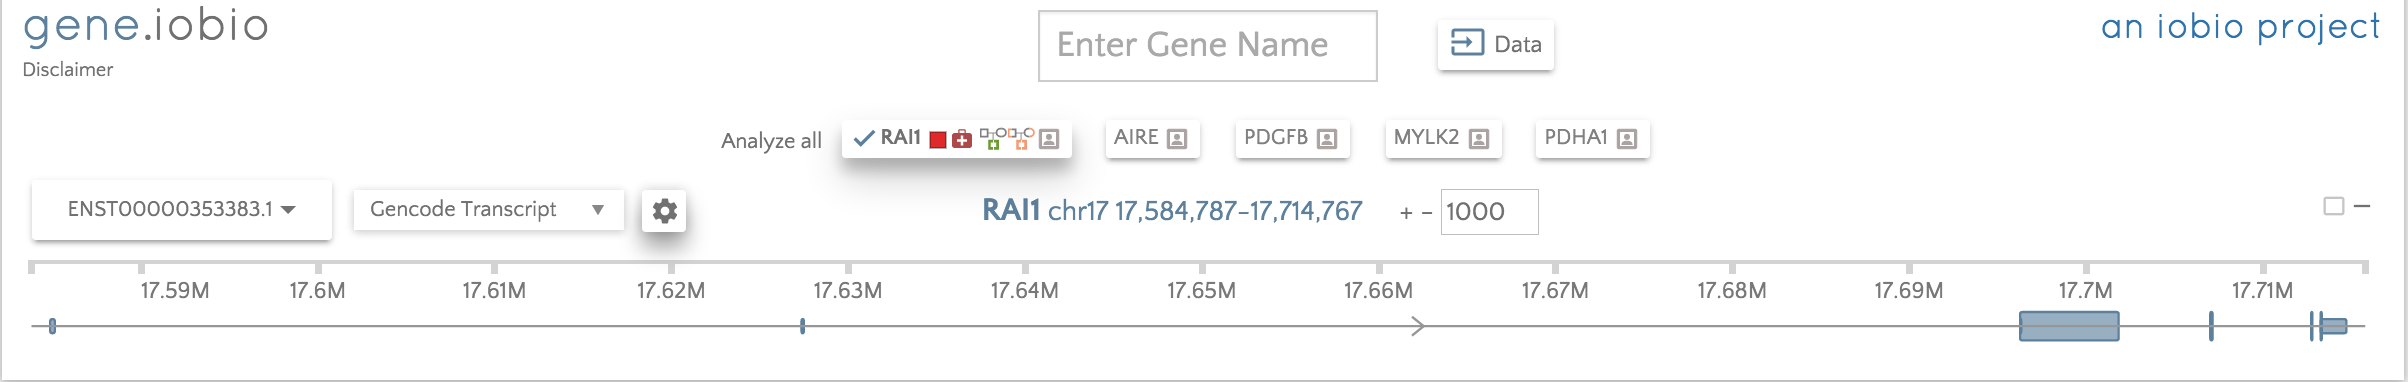 gene.iobio
Enter Gene Name
Data
an iobio project
Disclaimer
Analyze all
RAI1
AIRE
PDGFB
MYLK2
PDHA1
ENST00000353383.1
Gencode Transcript
RAI1 chr17 17,584,787-17,714,767
+ - 1000
17.59M 17.6M 17.61M 17.62M 17.63M 17.64M 17.65M 17.66M 17.67M 17.68M 17.69M 17.7M 17.71M